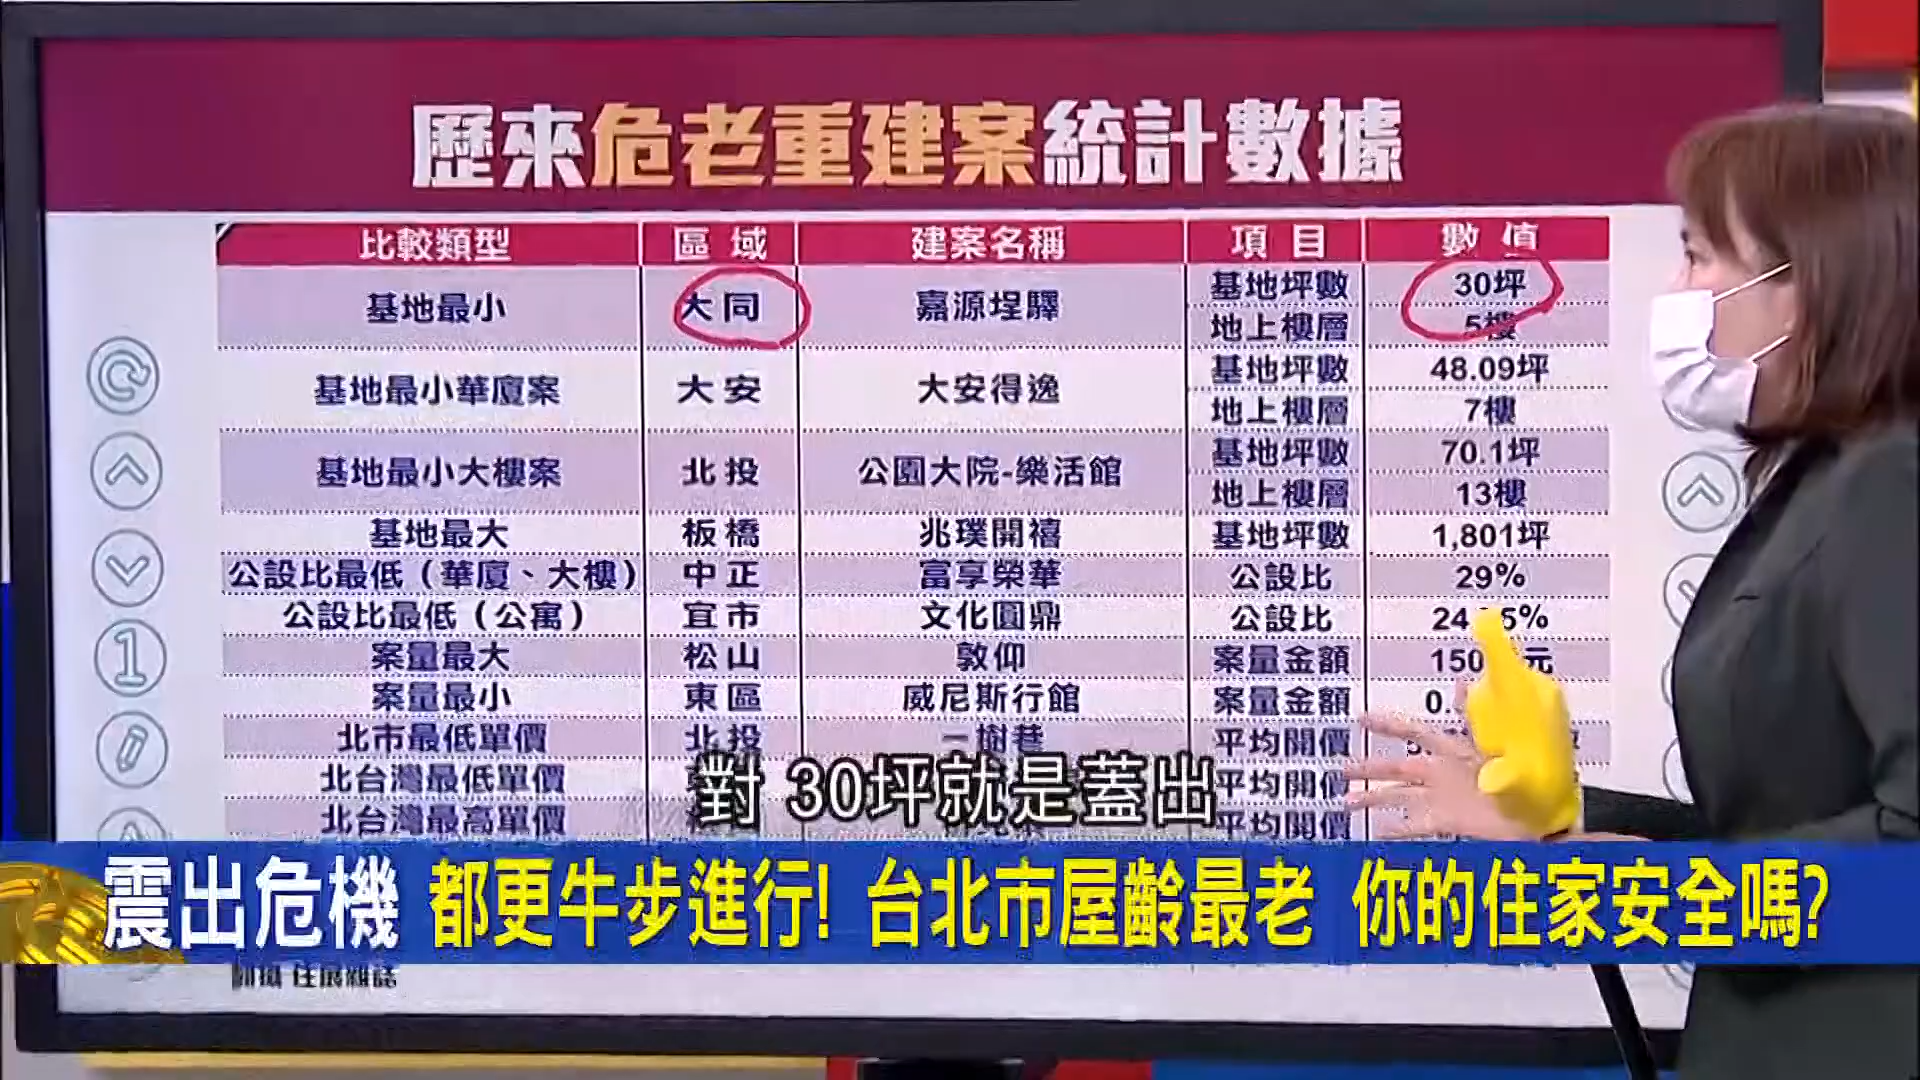 歷來危老重建案統計數據
比較類型 區域 建案名稱 項目 數值
基地最小 大同 嘉源埕驛 基地坪數 30坪
地上樓層 5樓
基地最小華廈案 大安 大安得逸 基地坪數 48.09坪
地上樓層 7樓
基地最小大樓案 北投 公園大院-樂活館 基地坪數 70.1坪
地上樓層 13樓
基地最大 板橋 兆璞開禧 基地坪數 1,801坪
公設比最低（華廈、大樓） 中正 富享榮華 公設比 29%
公設比最低（公寓） 宜市 文化圓鼎 公設比
案量最大 松山 敦仰 案量金額
案量最小 東區 威尼斯行館 案量金額
北市最低單價 北投 一樹巷 平均開價
北台灣最低單價 平均開價
北台灣最高單價 平均開價
對 30坪就是蓋出
震出危機 都更牛步進行! 台北市屋齡最老 你的住家安全嗎?
1